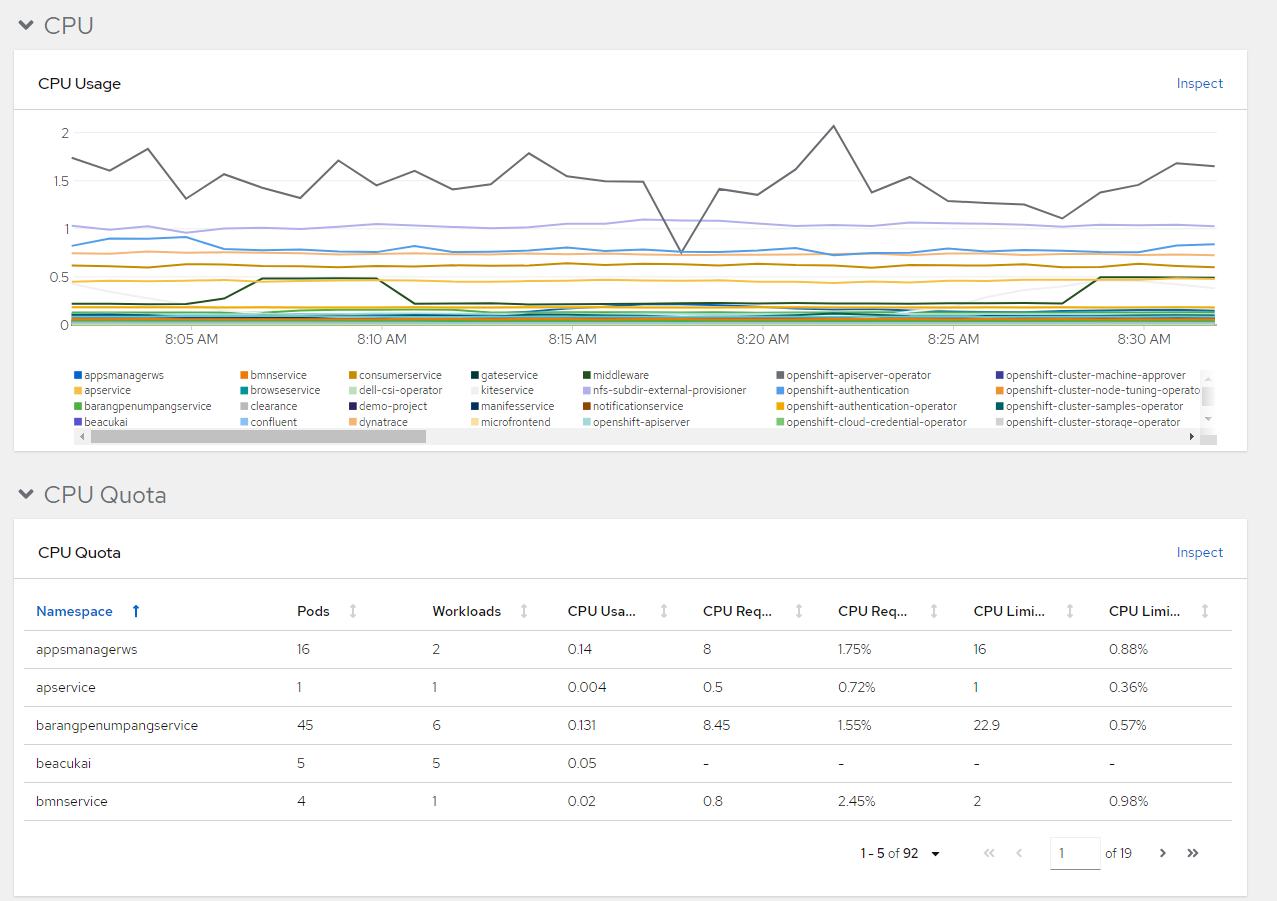 CPU
CPU Usage Inspect
2
1.5
1
0.5
0
8:05 AM 8:10 AM 8:15 AM 8:20 AM 8:25 AM 8:30 AM
appsmanagerws bmnservice consumerservice gateservice middleware openshift-apiserver-operator openshift-cluster-machine-approver
apservice browseservice dell-csi-operator kiteservice nfs-subdir-external-provisioner openshift-authentication openshift-cluster-node-tuning-operato
barangpenumpangservice clearance demo-project manifesservice notificationservice openshift-authentication-operator openshift-cluster-samples-operator
beacukai confluent dynatrace microfrontend openshift-apiserver openshift-cloud-credential-operator openshift-cluster-storage-operator
CPU Quota
CPU Quota Inspect
Namespace Pods Workloads CPU Usa... CPU Req... CPU Req... CPU Limi... CPU Limi...
appsmanagerws 16 2 0.14 8 1.75% 16 0.88%
apservice 1 1 0.004 0.5 0.72% 1 0.36%
barangpenumpangservice 45 6 0.131 8.45 1.55% 22.9 0.57%
beacukai 5 5 0.05 - - - -
bmnservice 4 1 0.02 0.8 2.45% 2 0.98%
1 - 5 of 92 1 of 19